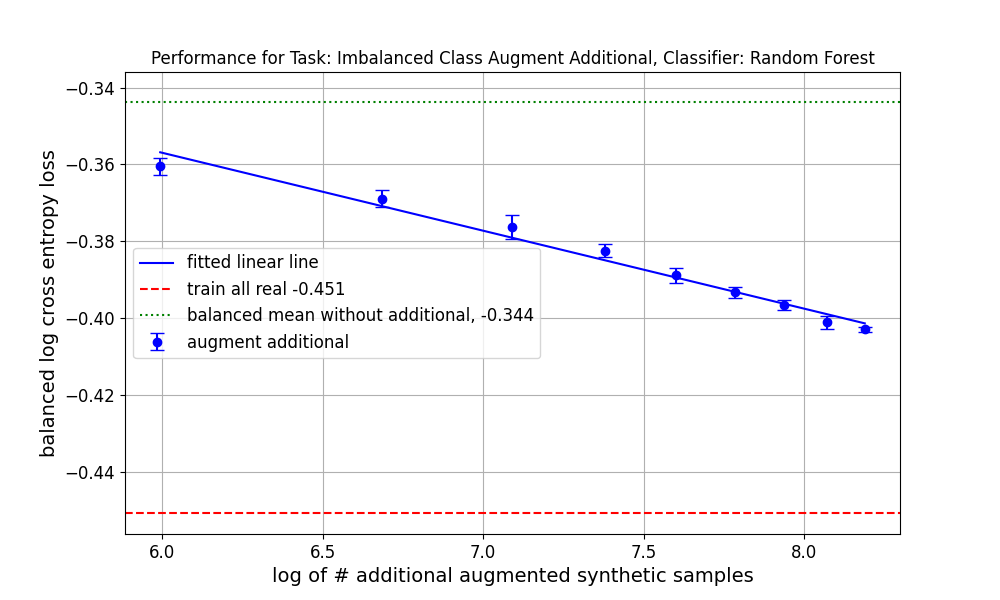 Performance for Task: Imbalanced Class Augment Additional, Classifier: Random Forest
balanced log cross entropy loss
−0.34
−0.36
−0.38
−0.40
−0.42
−0.44
fitted linear line
train all real -0.451
balanced mean without additional, -0.344
augment additional
6.0
6.5
7.0
7.5
8.0
log of # additional augmented synthetic samples